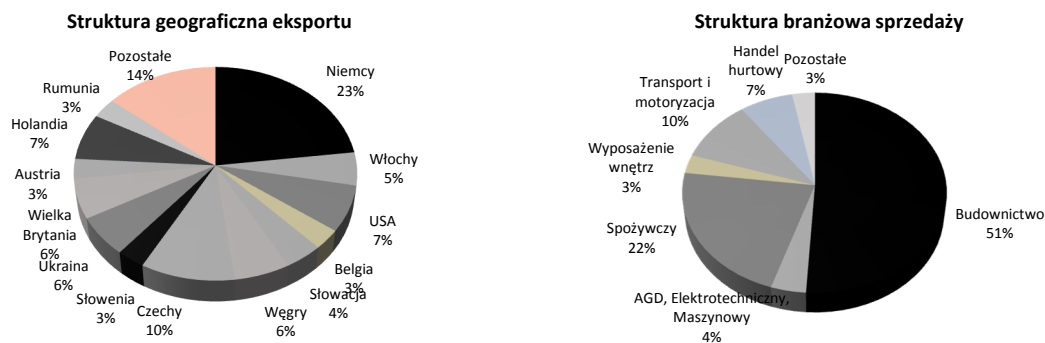 Struktura geograficzna eksportu
Pozostałe
14%
Niemcy
23%
Rumunia
3%
Holandia
7%
Włochy
5%
Austria
3%
USA
7%
Wielka
Brytania
6%
Belgia
3%
Ukraina
6%
Słowacja
4%
Słowenia
3%
Czechy
10%
Węgry
6%
Struktura branżowa sprzedaży
Handel
hurtowy
7%
Pozostałe
3%
Transport i
motoryzacja
10%
Wyposażenie
wnętrz
3%
Budownictwo
51%
Spożywczy
22%
AGD, Elektrotechniczny,
Maszynowy
4%